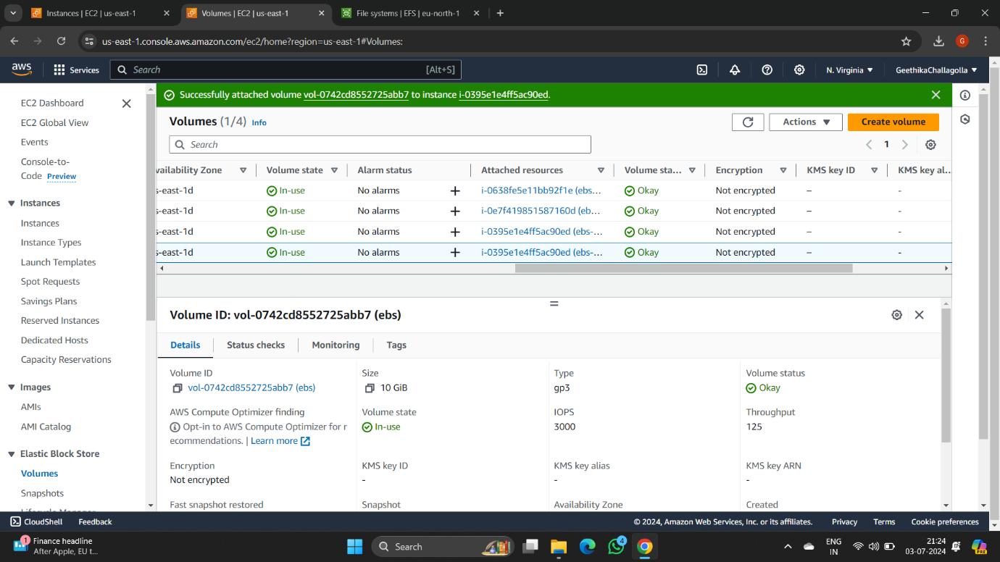 Instances | EC2 | us-east-1
Volumes | EC2 | us-east-1
File systems | EFS | eu-north-1
us-east-1.console.aws.amazon.com/ec2/home?region=us-east-1#Volumes:
G
aws
Services
Search
[Alt+S]
N. Virginia
GeethikaChallagolla
EC2 Dashboard
EC2 Global View
Events
Console-to-
Code Preview
Instances
Instances
Instance Types
Launch Templates
Spot Requests
Savings Plans
Reserved Instances
Dedicated Hosts
Capacity Reservations
Images
AMIs
AMI Catalog
Elastic Block Store
Volumes
Snapshots
Successfully attached volume vol-0742cd8552725abb7 to instance i-0395e1e4ff5ac90ed.
Volumes (1/4) Info
Actions
Create volume
Search
1
vailability Zone Volume state Alarm status Attached resources Volume sta... Encryption KMS key ID KMS key al...
s-east-1d In-use No alarms + i-0638fe5e11bb92f1e (ebs... Okay Not encrypted – -
s-east-1d In-use No alarms + i-0e7f419851587160d (eb... Okay Not encrypted – -
s-east-1d In-use No alarms + i-0395e1e4ff5ac90ed (ebs-... Okay Not encrypted – -
s-east-1d In-use No alarms + i-0395e1e4ff5ac90ed (ebs-... Okay Not encrypted – -
Volume ID: vol-0742cd8552725abb7 (ebs)
Details Status checks Monitoring Tags
Volume ID Size Type Volume status
vol-0742cd8552725abb7 (ebs) 10 GiB gp3 Okay
AWS Compute Optimizer finding Volume state IOPS Throughput
Opt-in to AWS Compute Optimizer for r In-use 3000 125
ecommendations. | Learn more
Encryption KMS key ID KMS key alias KMS key ARN
Not encrypted - - -
Fast snapshot restored Snapshot Availability Zone Created
CloudShell Feedback
© 2024, Amazon Web Services, Inc. or its affiliates. Privacy Terms Cookie preferences
1
Finance headline
After Apple, EU t...
Search
4
ENG
IN
21:24
03-07-2024
PRE